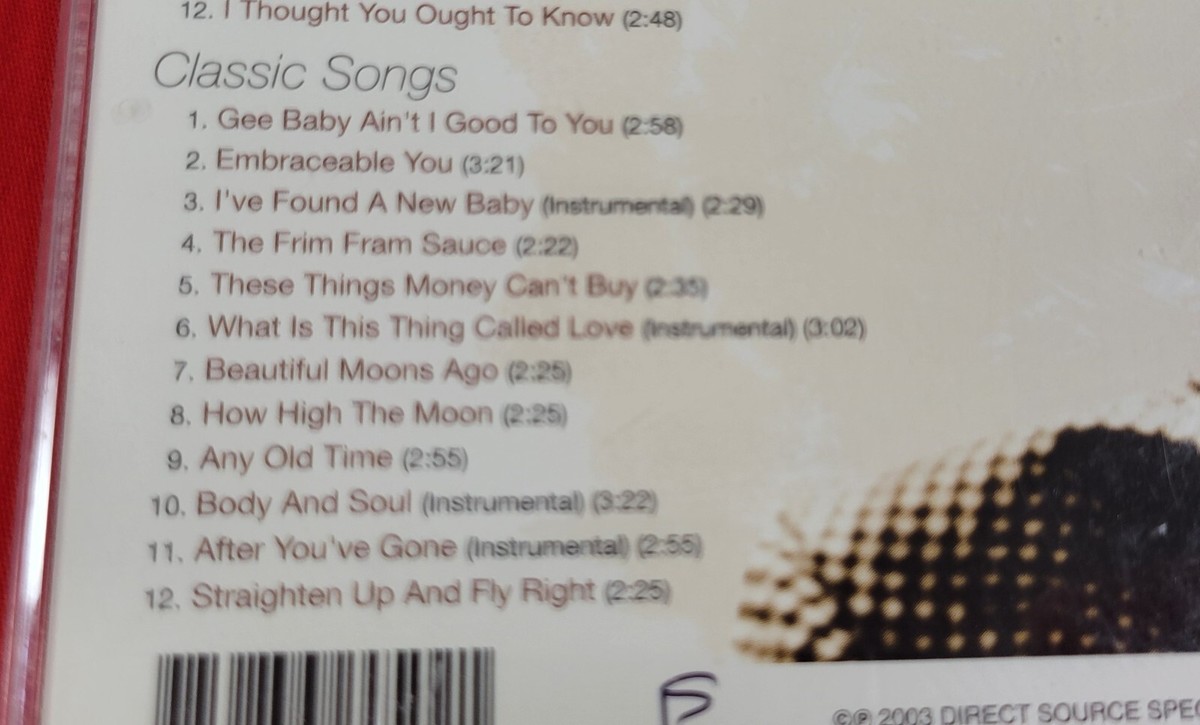 12. I Thought You Ought To Know (2:48)
Classic Songs
1. Gee Baby Ain't I Good To You (2:58)
2. Embraceable You (3:21)
3. I've Found A New Baby (Instrumental) (2:29)
4. The Frim Fram Sauce (2:22)
5. These Things Money Can't Buy (2:35)
6. What Is This Thing Called Love (Instrumental) (3:02)
7. Beautiful Moons Ago (2:25)
8. How High The Moon (2:25)
9. Any Old Time (2:55)
10. Body And Soul (Instrumental) (3:22)
11. After You've Gone (Instrumental) (2:55)
12. Straighten Up And Fly Right (2:25)
©℗ 2003 DIRECT SOURCE